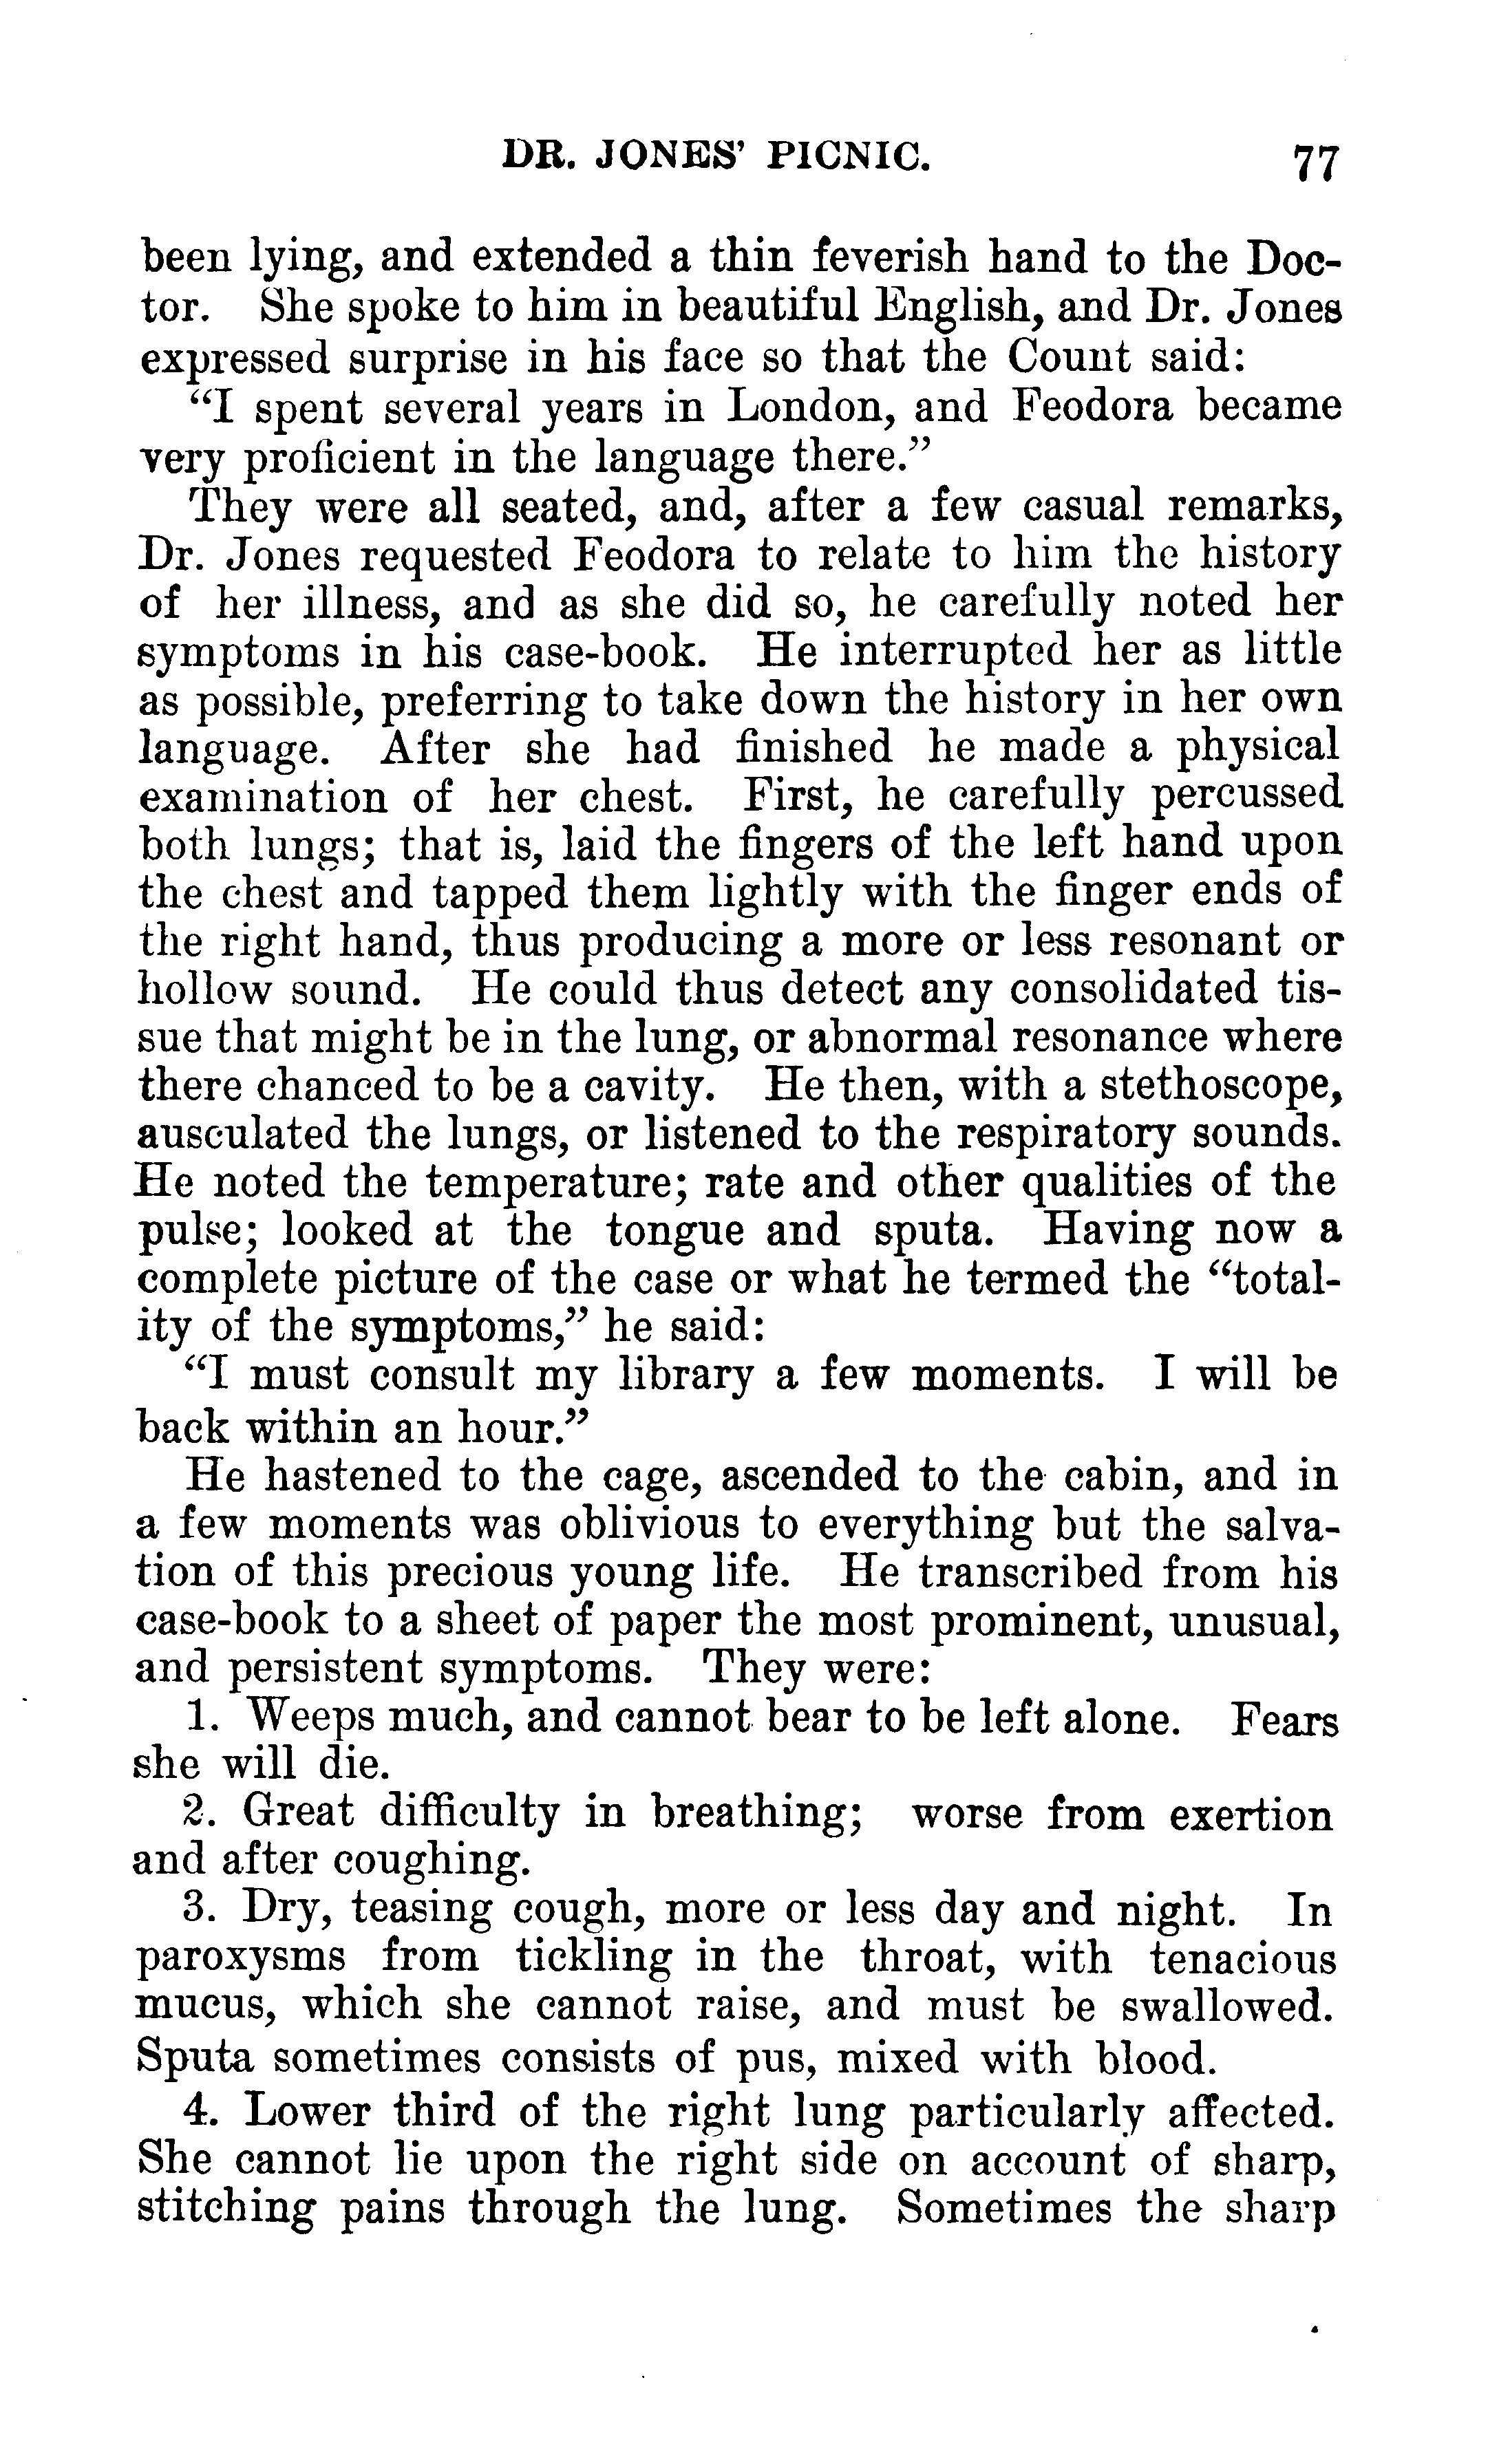 DR. JONES' PICNIC. 77
been lying, and extended a thin feverish hand to the Doc-
tor. She spoke to him in beautiful English, and Dr. Jones
expressed surprise in his face so that the Count said:
"I spent several years in London, and Feodora became
very proficient in the language there."
They were all seated, and, after a few casual remarks,
Dr. Jones requested Feodora to relate to him the history
of her illness, and as she did so, he carefully noted her
symptoms in his case-book. He interrupted her as little
as possible, preferring to take down the history in her own
language. After she had finished he made a physical
examination of her chest. First, he carefully percussed
both lungs; that is, laid the fingers of the left hand upon
the chest and tapped them lightly with the finger ends of
the right hand, thus producing a more or less resonant or
hollow sound. He could thus detect any consolidated tis-
sue that might be in the lung, or abnormal resonance where
there chanced to be a cavity. He then, with a stethoscope,
ausculated the lungs, or listened to the respiratory sounds.
He noted the temperature; rate and other qualities of the
pulse; looked at the tongue and sputa. Having now a
complete picture of the case or what he termed the "total-
ity of the symptoms," he said:
"I must consult my library a few moments. I will be
back within an hour."
He hastened to the cage, ascended to the cabin, and in
a few moments was oblivious to everything but the salva-
tion of this precious young life. He transcribed from his
case-book to a sheet of paper the most prominent, unusual,
and persistent symptoms. They were:
1. Weeps much, and cannot bear to be left alone. Fears
she will die.
2. Great difficulty in breathing; worse from exertion
and after coughing.
3. Dry, teasing cough, more or less day and night. In
paroxysms from tickling in the throat, with tenacious
mucus, which she cannot raise, and must be swallowed.
Sputa sometimes consists of pus, mixed with blood.
4. Lower third of the right lung particularly affected.
She cannot lie upon the right side on account of sharp,
stitching pains through the lung. Sometimes the sharp